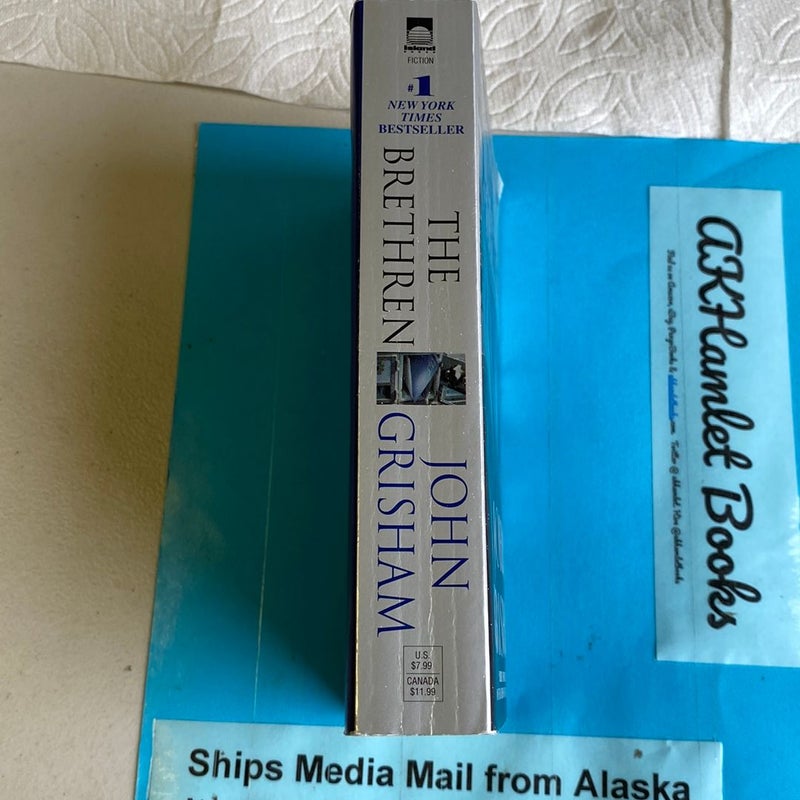 Island
FICTION
#1
NEW YORK
TIMES
BESTSELLER
THE
BRETHREN
JOHN
GRISHAM
U.S.
$7.99
CANADA
$11.99
AKHamlet Books
Ships Media Mail from Alaska